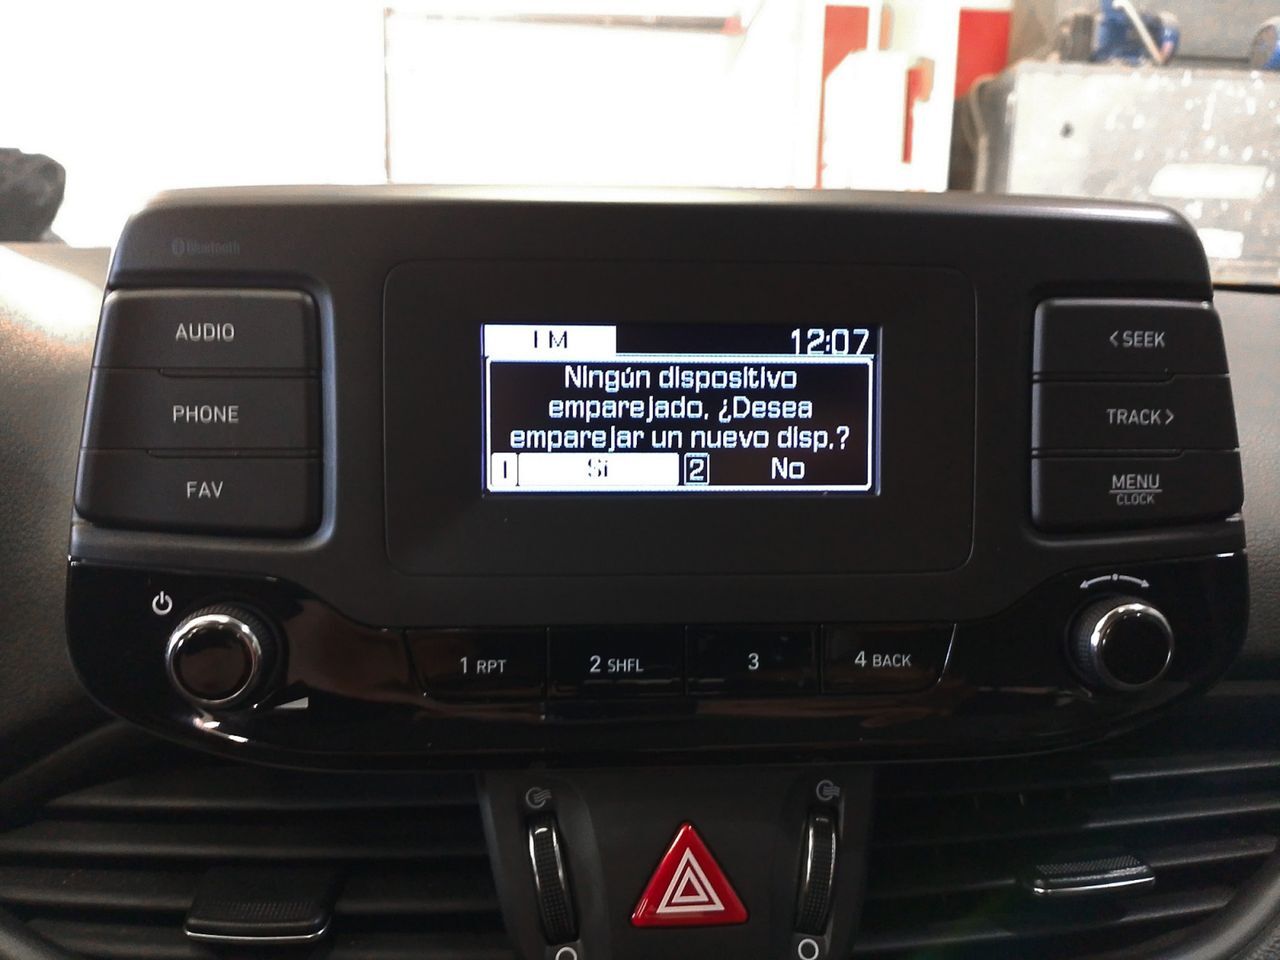 Bluetooth
AUDIO
PHONE
FAV
FM 12:07
Ningún dispositivo
emparejado. ¿Desea
emparejar un nuevo disp.?
1 Sí 2 No
<SEEK
TRACK>
MENU
CLOCK
1 RPT
2 SHFL
3
4 BACK